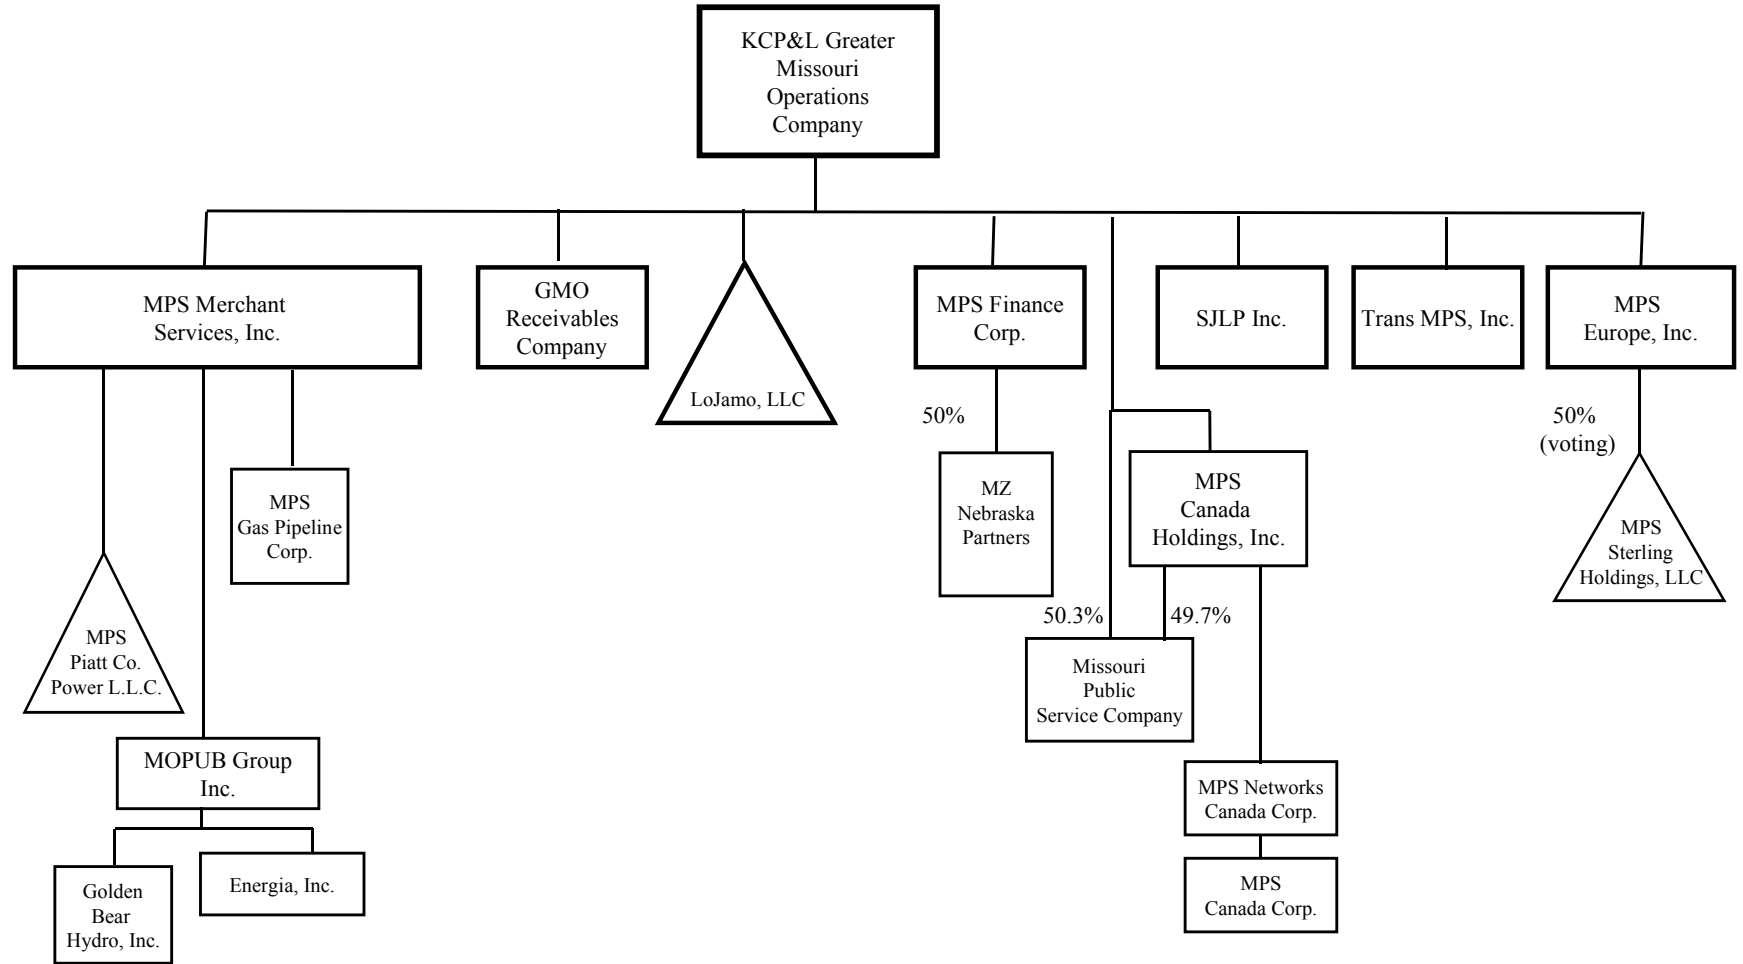 KCP&L Greater
Missouri
Operations
Company
MPS Merchant
Services, Inc.
GMO
Receivables
Company
LoJamo, LLC
MPS Finance
Corp.
SJLP Inc.
Trans MPS, Inc.
MPS
Europe, Inc.
50%
50%
(voting)
MPS
Gas Pipeline
Corp.
MZ
Nebraska
Partners
MPS
Canada
Holdings, Inc.
MPS
Sterling
Holdings, LLC
50.3%
49.7%
MPS
Piatt Co.
Power L.L.C.
Missouri
Public
Service Company
MOPUB Group
Inc.
MPS Networks
Canada Corp.
Golden
Bear
Hydro, Inc.
Energia, Inc.
MPS
Canada Corp.